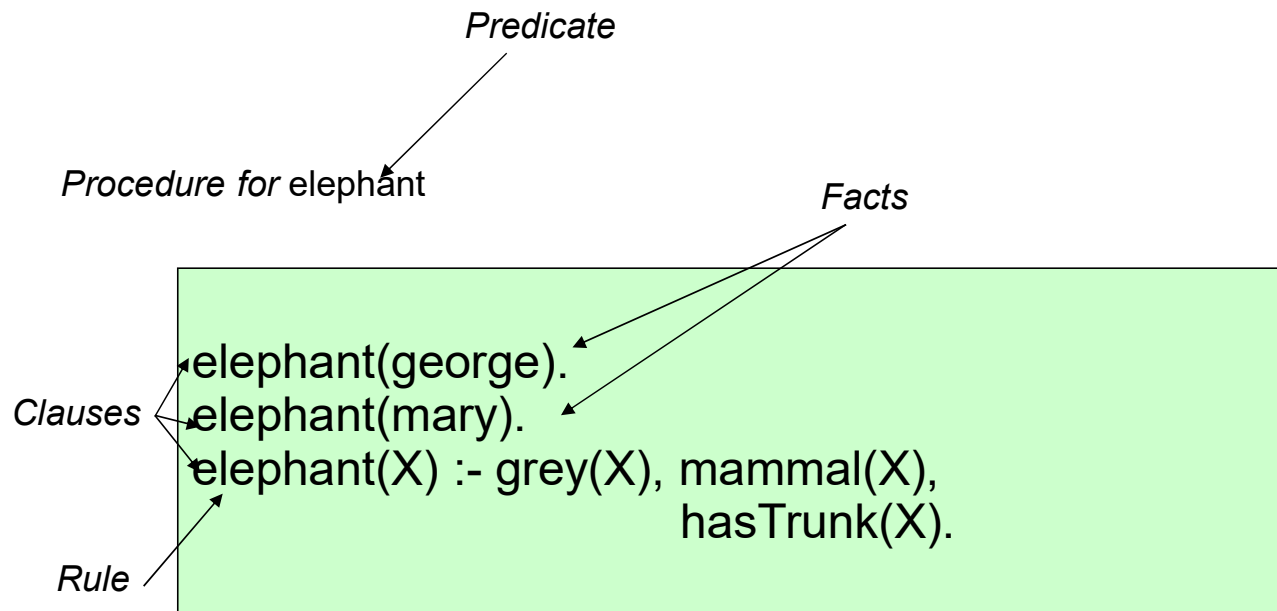 Predicate
Procedure for elephant
Facts
elephant(george).
Clauses
elephant(mary).
elephant(X) :- grey(X), mammal(X),
hasTrunk(X).
Rule